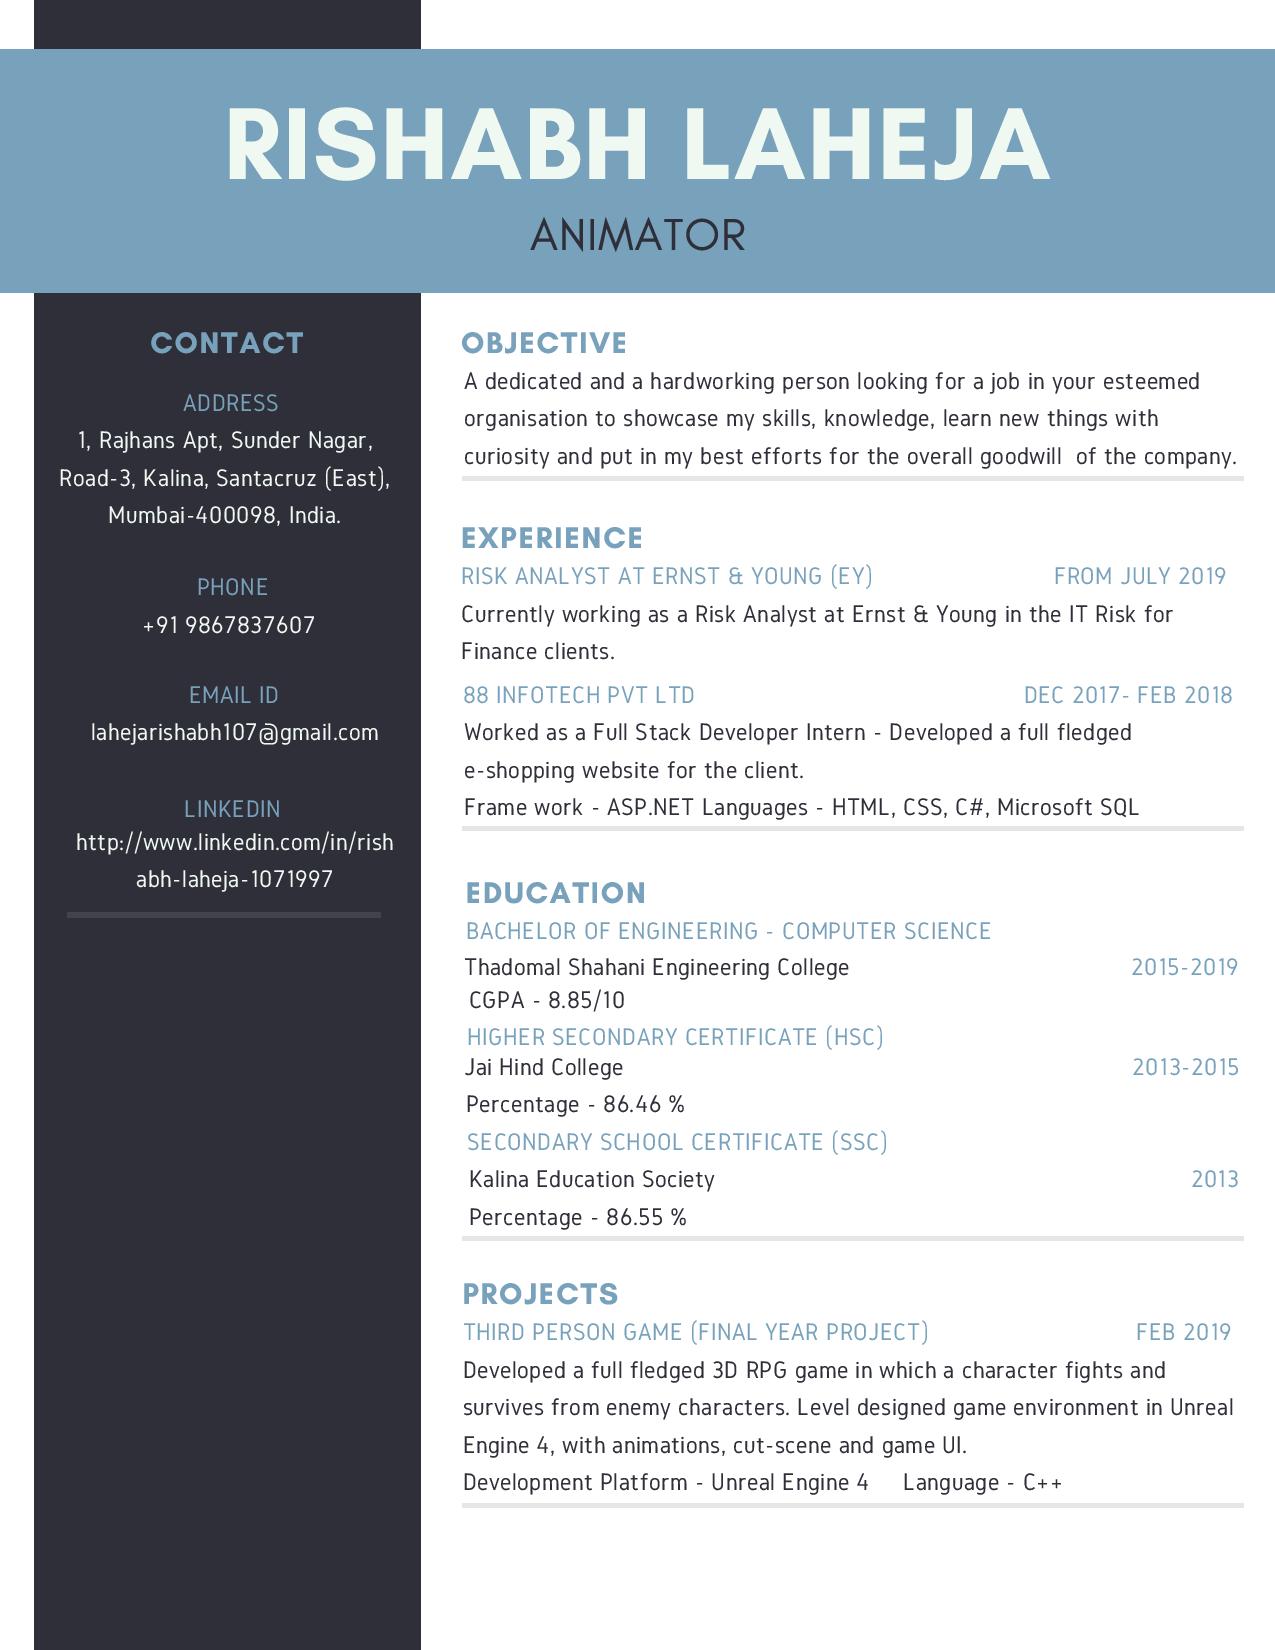 RISHABH LAHEJA
ANIMATOR
CONTACT
ADDRESS
1, Rajhans Apt, Sunder Nagar,
Road-3, Kalina, Santacruz (East),
Mumbai-400098, India.
PHONE
+91 9867837607
EMAIL ID
lahejarishabh107@gmail.com
LINKEDIN
http://www.linkedin.com/in/rish
abh-laheja-1071997
OBJECTIVE
A dedicated and a hardworking person looking for a job in your esteemed
organisation to showcase my skills, knowledge, learn new things with
curiosity and put in my best efforts for the overall goodwill  of the company.
EXPERIENCE
RISK ANALYST AT ERNST & YOUNG (EY) FROM JULY 2019
Currently working as a Risk Analyst at Ernst & Young in the IT Risk for
Finance clients.
88 INFOTECH PVT LTD DEC 2017- FEB 2018
Worked as a Full Stack Developer Intern - Developed a full fledged
e-shopping website for the client.
Frame work - ASP.NET Languages - HTML, CSS, C#, Microsoft SQL
EDUCATION
BACHELOR OF ENGINEERING - COMPUTER SCIENCE
Thadomal Shahani Engineering College 2015-2019
CGPA - 8.85/10
HIGHER SECONDARY CERTIFICATE (HSC)
Jai Hind College 2013-2015
Percentage - 86.46 %
SECONDARY SCHOOL CERTIFICATE (SSC)
Kalina Education Society 2013
Percentage - 86.55 %
PROJECTS
THIRD PERSON GAME (FINAL YEAR PROJECT) FEB 2019
Developed a full fledged 3D RPG game in which a character fights and
survives from enemy characters. Level designed game environment in Unreal
Engine 4, with animations, cut-scene and game UI.
Development Platform - Unreal Engine 4 Language - C++